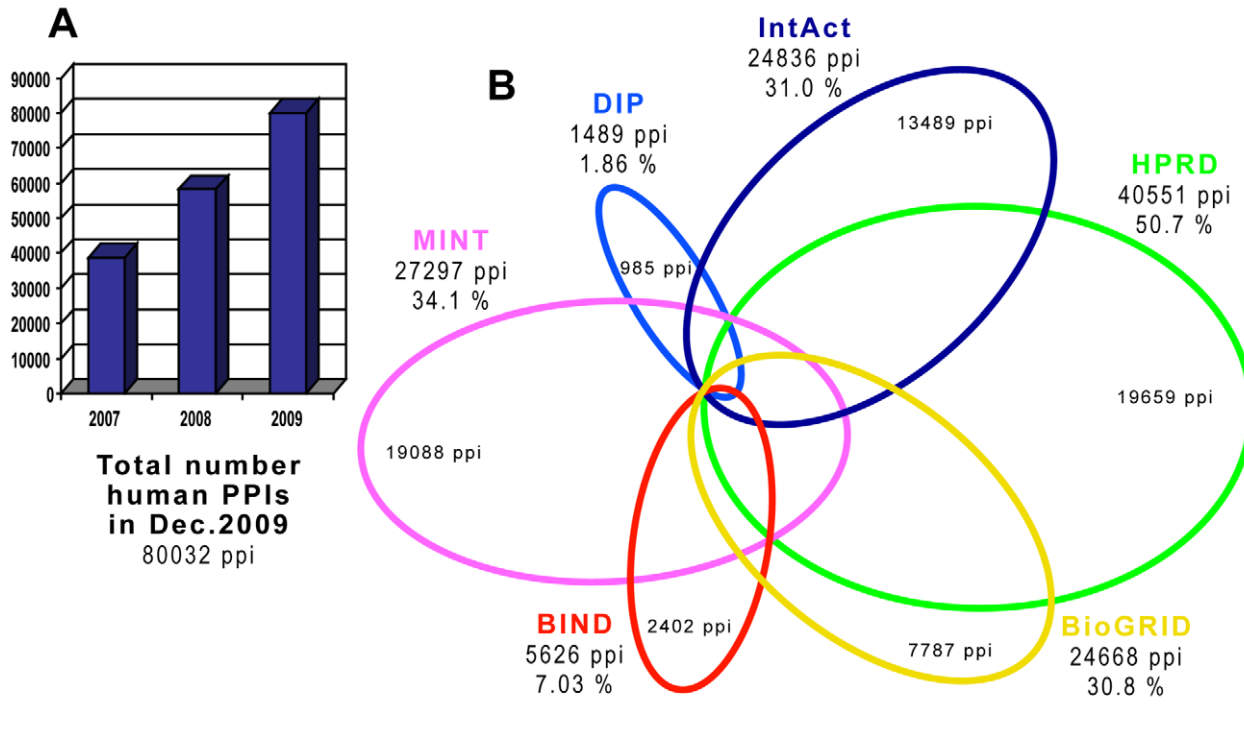 A
90000
80000
70000
60000
50000
40000
30000
20000
10000
0
2007
2008
2009
Total number
human PPIs
in Dec.2009
80032 ppi
B
IntAct
24836 ppi
31.0 %
13489 ppi
DIP
1489 ppi
1.86 %
985 ppi
HPRD
40551 ppi
50.7 %
19659 ppi
MINT
27297 ppi
34.1 %
19088 ppi
BIND
5626 ppi
7.03 %
2402 ppi
BioGRID
24668 ppi
30.8 %
7787 ppi